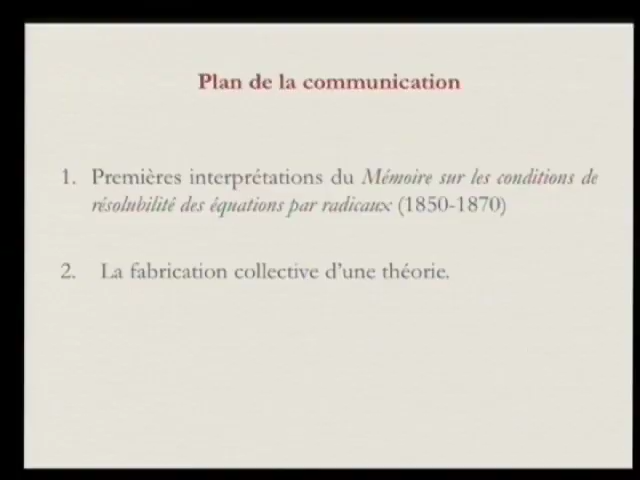 Plan de la communication
1. Premières interprétations du Mémoire sur les conditions de
résolubilité des équations par radicaux (1850-1870)
2. La fabrication collective d'une théorie.